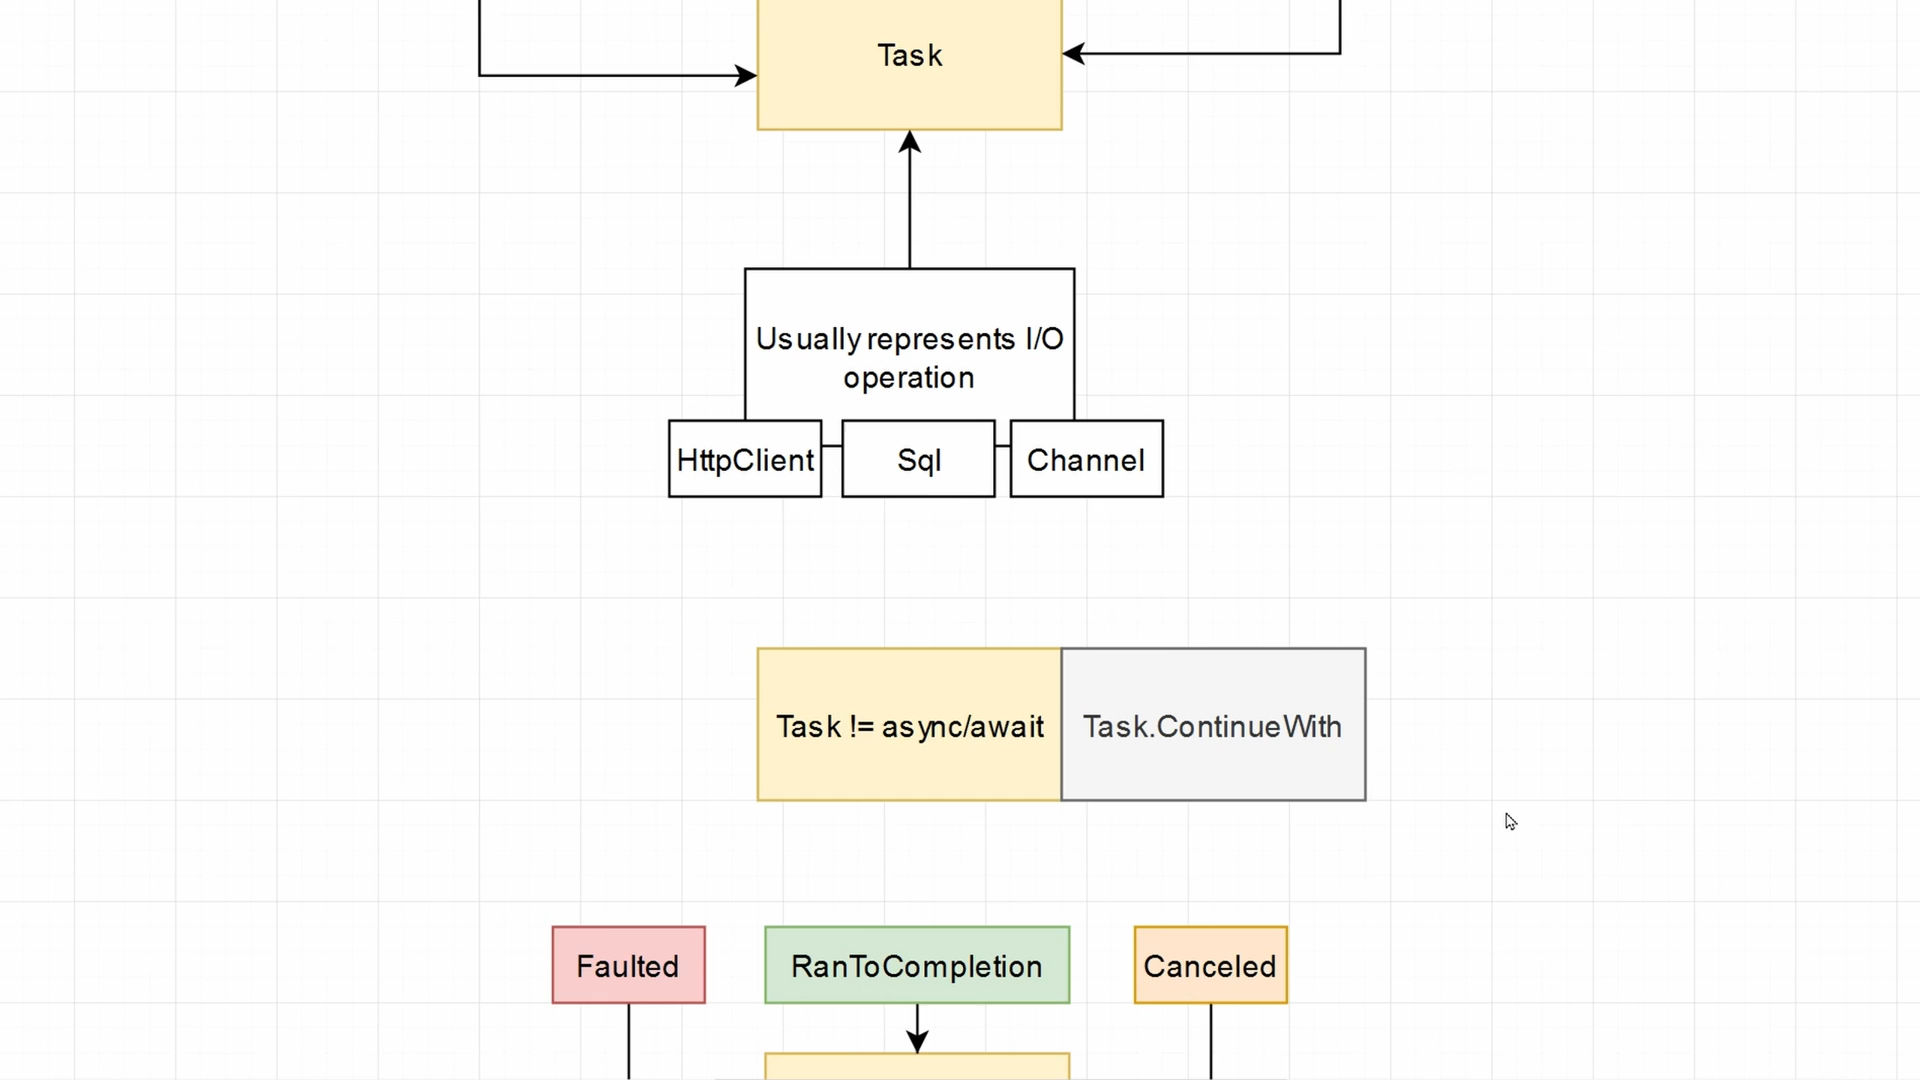 Task
Usually represents I/O
operation
HttpClient
Sql
Channel
Task != async/await
Task.ContinueWith
Faulted
RanToCompletion
Canceled